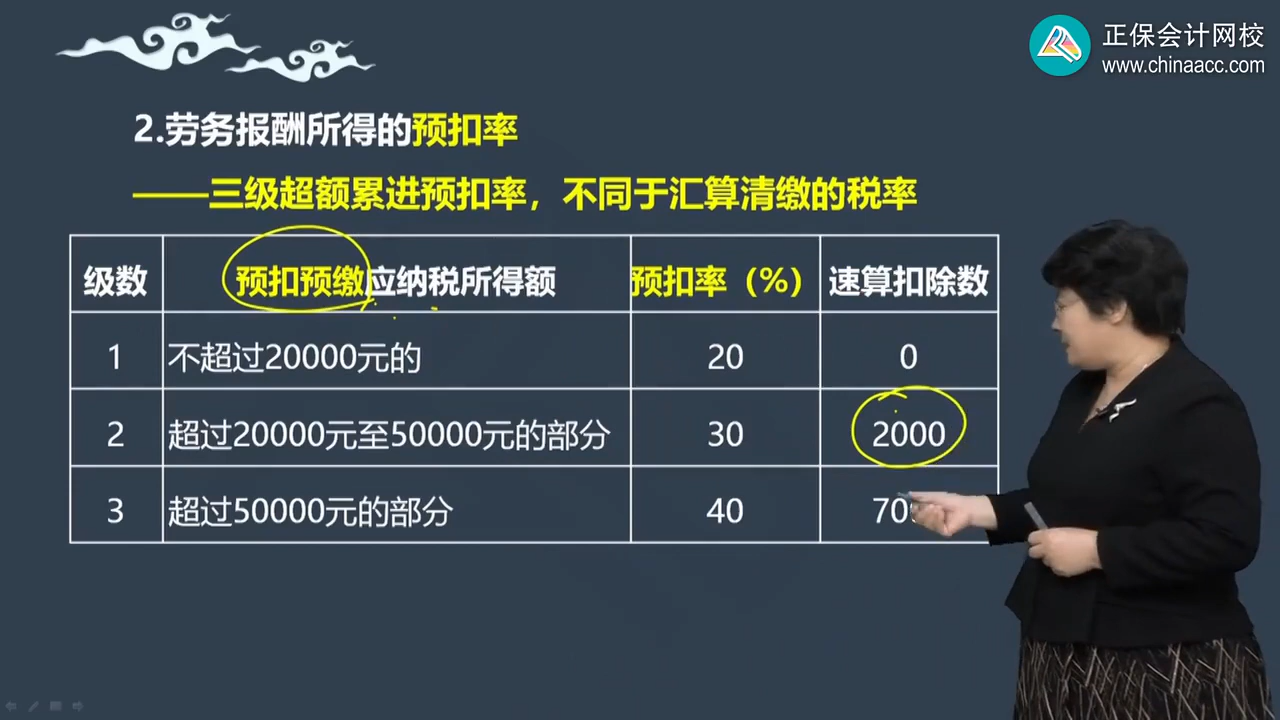 正保会计网校
www.chinaacc.com
2.劳务报酬所得的预扣率
——三级超额累进预扣率，不同于汇算清缴的税率
级数 预扣预缴应纳税所得额 预扣率（%） 速算扣除数
1 不超过20000元的 20 0
2 超过20000元至50000元的部分 30 2000
3 超过50000元的部分 40